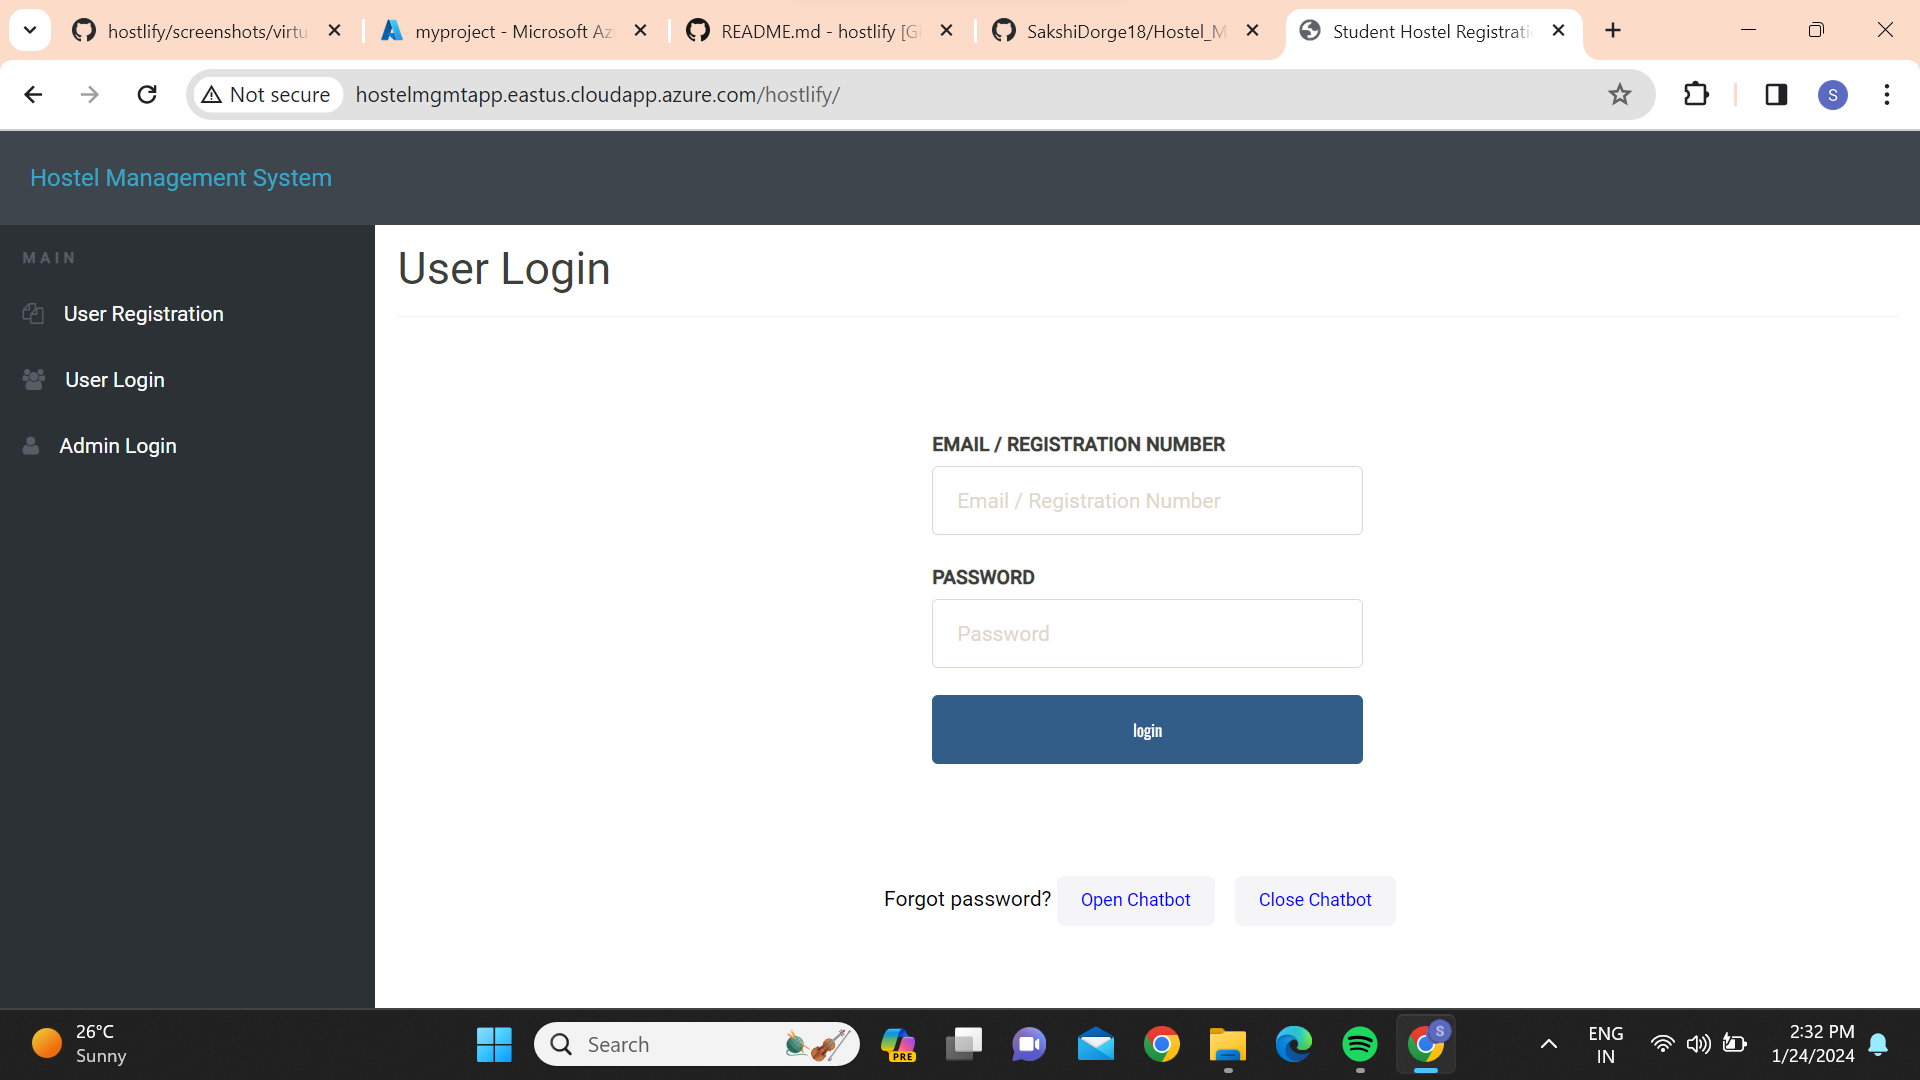 hostlify/screenshots/virtu
myproject - Microsoft Az
README.md - hostlify [Gi
SakshiDorge18/Hostel_M
Student Hostel Registrati
Not secure
hostelmgmtapp.eastus.cloudapp.azure.com/hostlify/
S
Hostel Management System
MAIN
User Registration
User Login
Admin Login
User Login
EMAIL / REGISTRATION NUMBER
Email / Registration Number
PASSWORD
Password
login
Forgot password? Open Chatbot Close Chatbot
26°C
Sunny
Search
PRE
S
ENG
IN
2:32 PM
1/24/2024